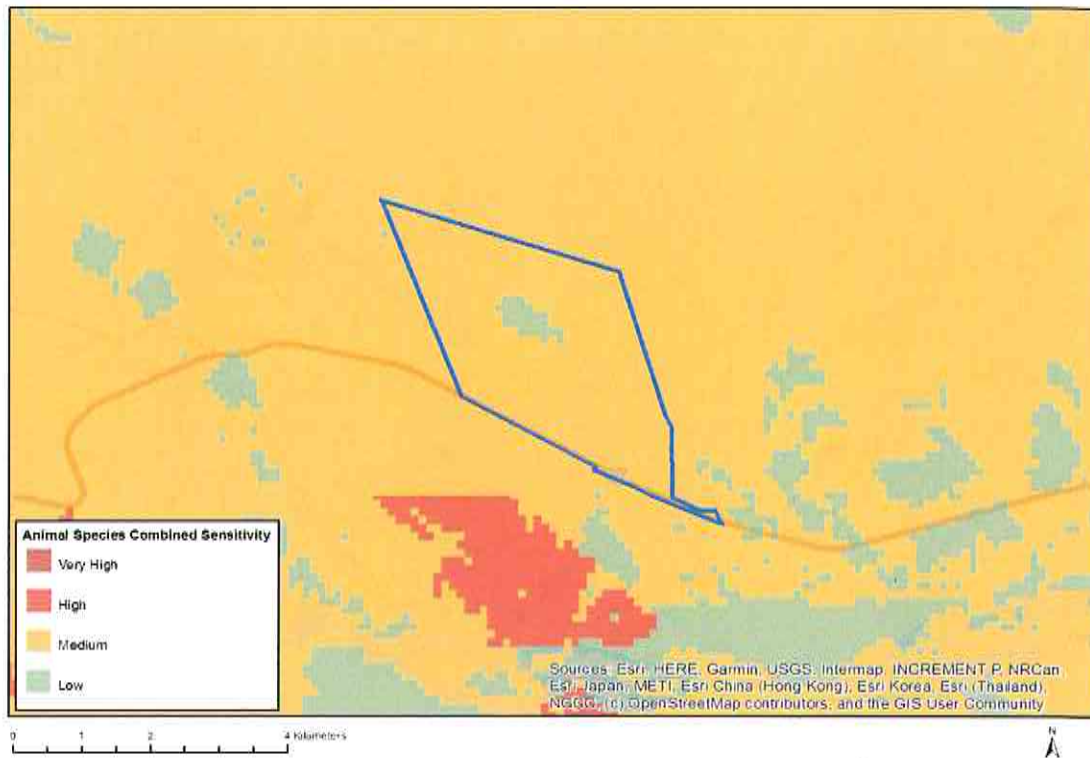 Animal Species Combined Sensitivity
Very High
High
Medium
Low
Sources: Esri, HERE, Garmin, USGS, Intermap, INCREMENT P, NRCan,
Esri Japan, METI, Esri China (Hong Kong), Esri Korea, Esri (Thailand),
NGCC, (c) OpenStreetMap contributors, and the GIS User Community
0 1 2 4 Kilometers
N